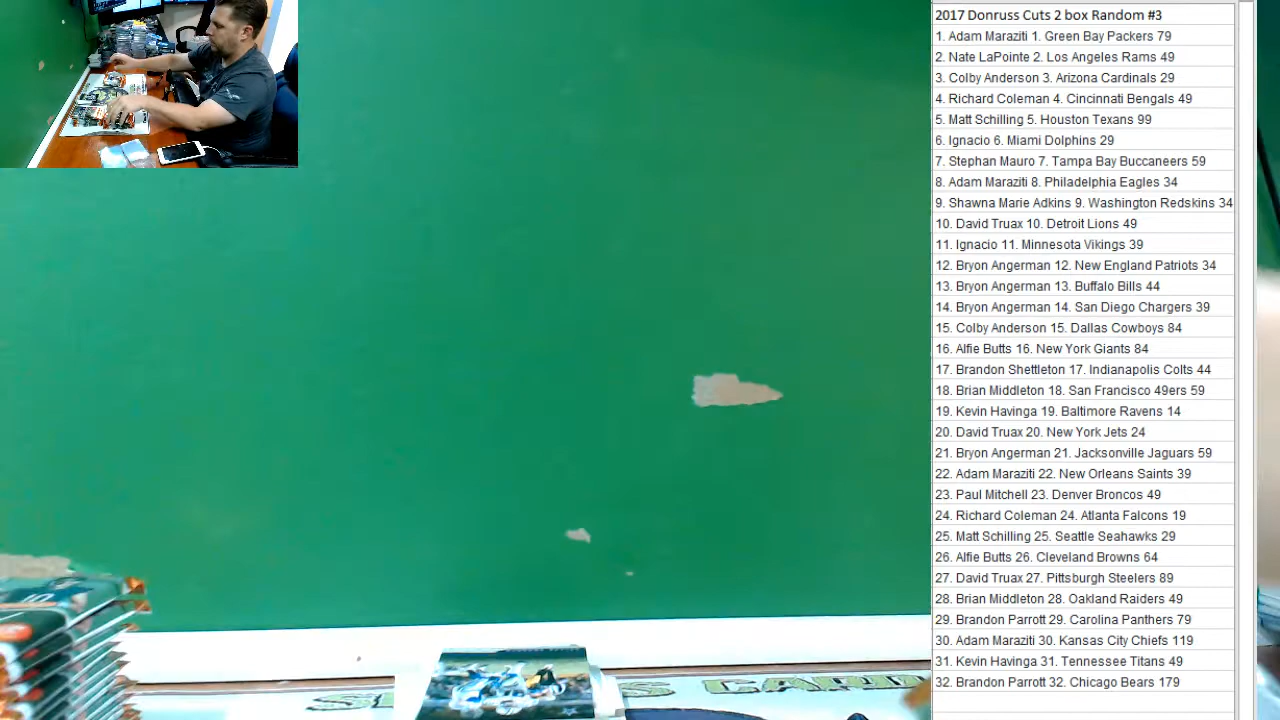 2017 Donruss Cuts 2 box Random #3
1. Adam Maraziti 1. Green Bay Packers 79
2. Nate LaPointe 2. Los Angeles Rams 49
3. Colby Anderson 3. Arizona Cardinals 29
4. Richard Coleman 4. Cincinnati Bengals 49
5. Matt Schilling 5. Houston Texans 99
6. Ignacio 6. Miami Dolphins 29
7. Stephan Mauro 7. Tampa Bay Buccaneers 59
8. Adam Maraziti 8. Philadelphia Eagles 34
9. Shawna Marie Adkins 9. Washington Redskins 34
10. David Truax 10. Detroit Lions 49
11. Ignacio 11. Minnesota Vikings 39
12. Bryon Angerman 12. New England Patriots 34
13. Bryon Angerman 13. Buffalo Bills 44
14. Bryon Angerman 14. San Diego Chargers 39
15. Colby Anderson 15. Dallas Cowboys 84
16. Alfie Butts 16. New York Giants 84
17. Brandon Shettleton 17. Indianapolis Colts 44
18. Brian Middleton 18. San Francisco 49ers 59
19. Kevin Havinga 19. Baltimore Ravens 14
20. David Truax 20. New York Jets 24
21. Bryon Angerman 21. Jacksonville Jaguars 59
22. Adam Maraziti 22. New Orleans Saints 39
23. Paul Mitchell 23. Denver Broncos 49
24. Richard Coleman 24. Atlanta Falcons 19
25. Matt Schilling 25. Seattle Seahawks 29
26. Alfie Butts 26. Cleveland Browns 64
27. David Truax 27. Pittsburgh Steelers 89
28. Brian Middleton 28. Oakland Raiders 49
29. Brandon Parrott 29. Carolina Panthers 79
30. Adam Maraziti 30. Kansas City Chiefs 119
31. Kevin Havinga 31. Tennessee Titans 49
32. Brandon Parrott 32. Chicago Bears 179